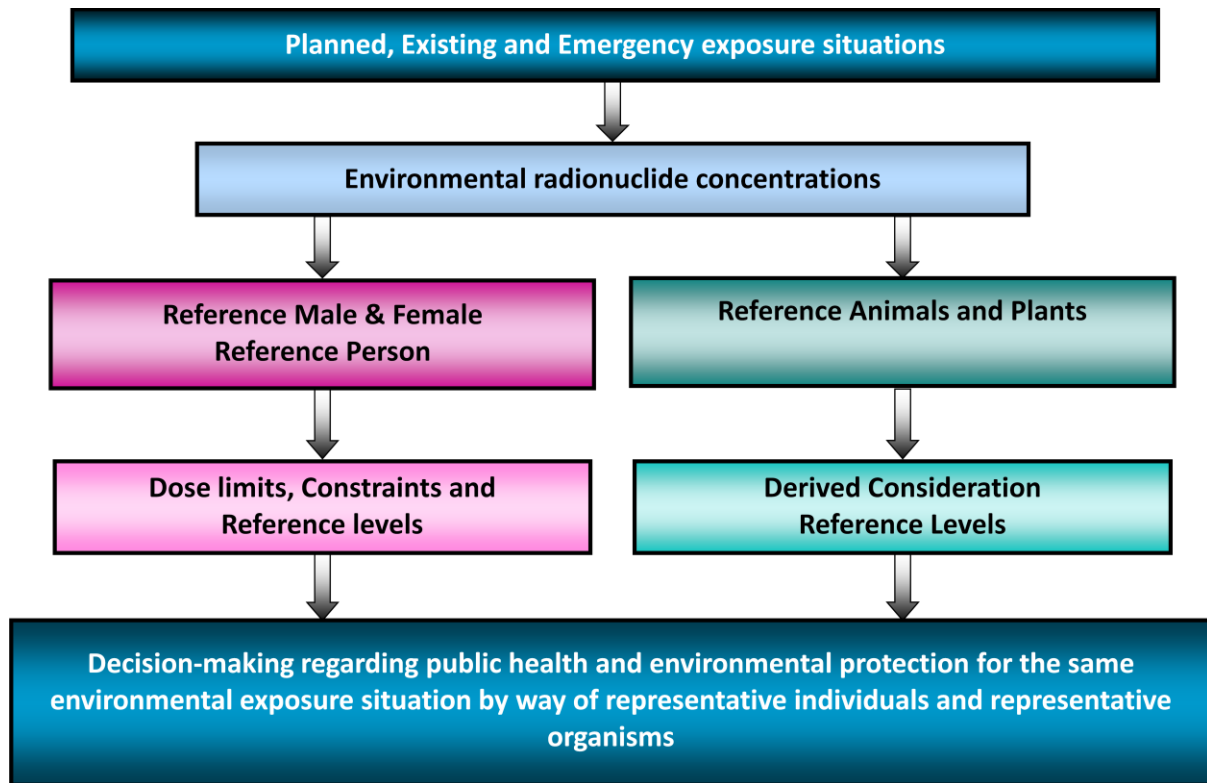 Planned, Existing and Emergency exposure situations
Environmental radionuclide concentrations
Reference Male & Female
Reference Person
Reference Animals and Plants
Dose limits, Constraints and
Reference levels
Derived Consideration
Reference Levels
Decision-making regarding public health and environmental protection for the same
environmental exposure situation by way of representative individuals and representative
organisms